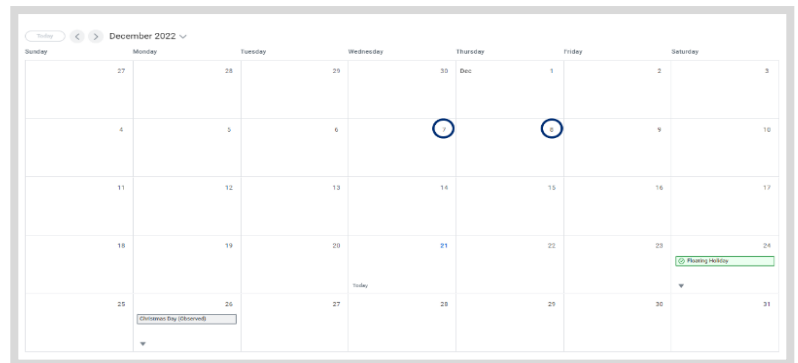 Today < > December 2022
Sunday Monday Tuesday Wednesday Thursday Friday Saturday
27 28 29 30 Dec 1 2 3
4 5 6 7 8 9 10
11 12 13 14 15 16 17
18 19 20 21 22 23 24
Floating Holiday
Today
25 26 27 28 29 30 31
Christmas Day (Observed)